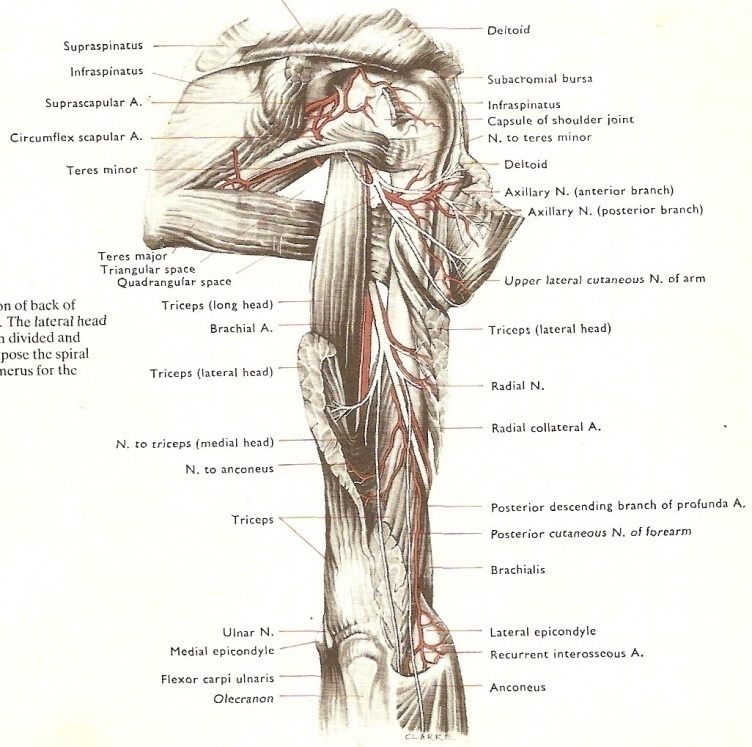 Supraspinatus
Infraspinatus
Suprascapular A.
Circumflex scapular A.
Teres minor
Teres major
Triangular space
Quadrangular space
on of back of
. The lateral head
n divided and
pose the spiral
nerus for the
Triceps (long head)
Brachial A.
Triceps (lateral head)
N. to triceps (medial head)
N. to anconeus
Triceps
Ulnar N.
Medial epicondyle
Flexor carpi ulnaris
Olecranon
Deltoid
Subacromial bursa
Infraspinatus
Capsule of shoulder joint
N. to teres minor
Deltoid
Axillary N. (anterior branch)
Axillary N. (posterior branch)
Upper lateral cutaneous N. of arm
Triceps (lateral head)
Radial N.
Radial collateral A.
Posterior descending branch of profunda A.
Posterior cutaneous N. of forearm
Brachialis
Lateral epicondyle
Recurrent interosseous A.
Anconeus
CLARKE